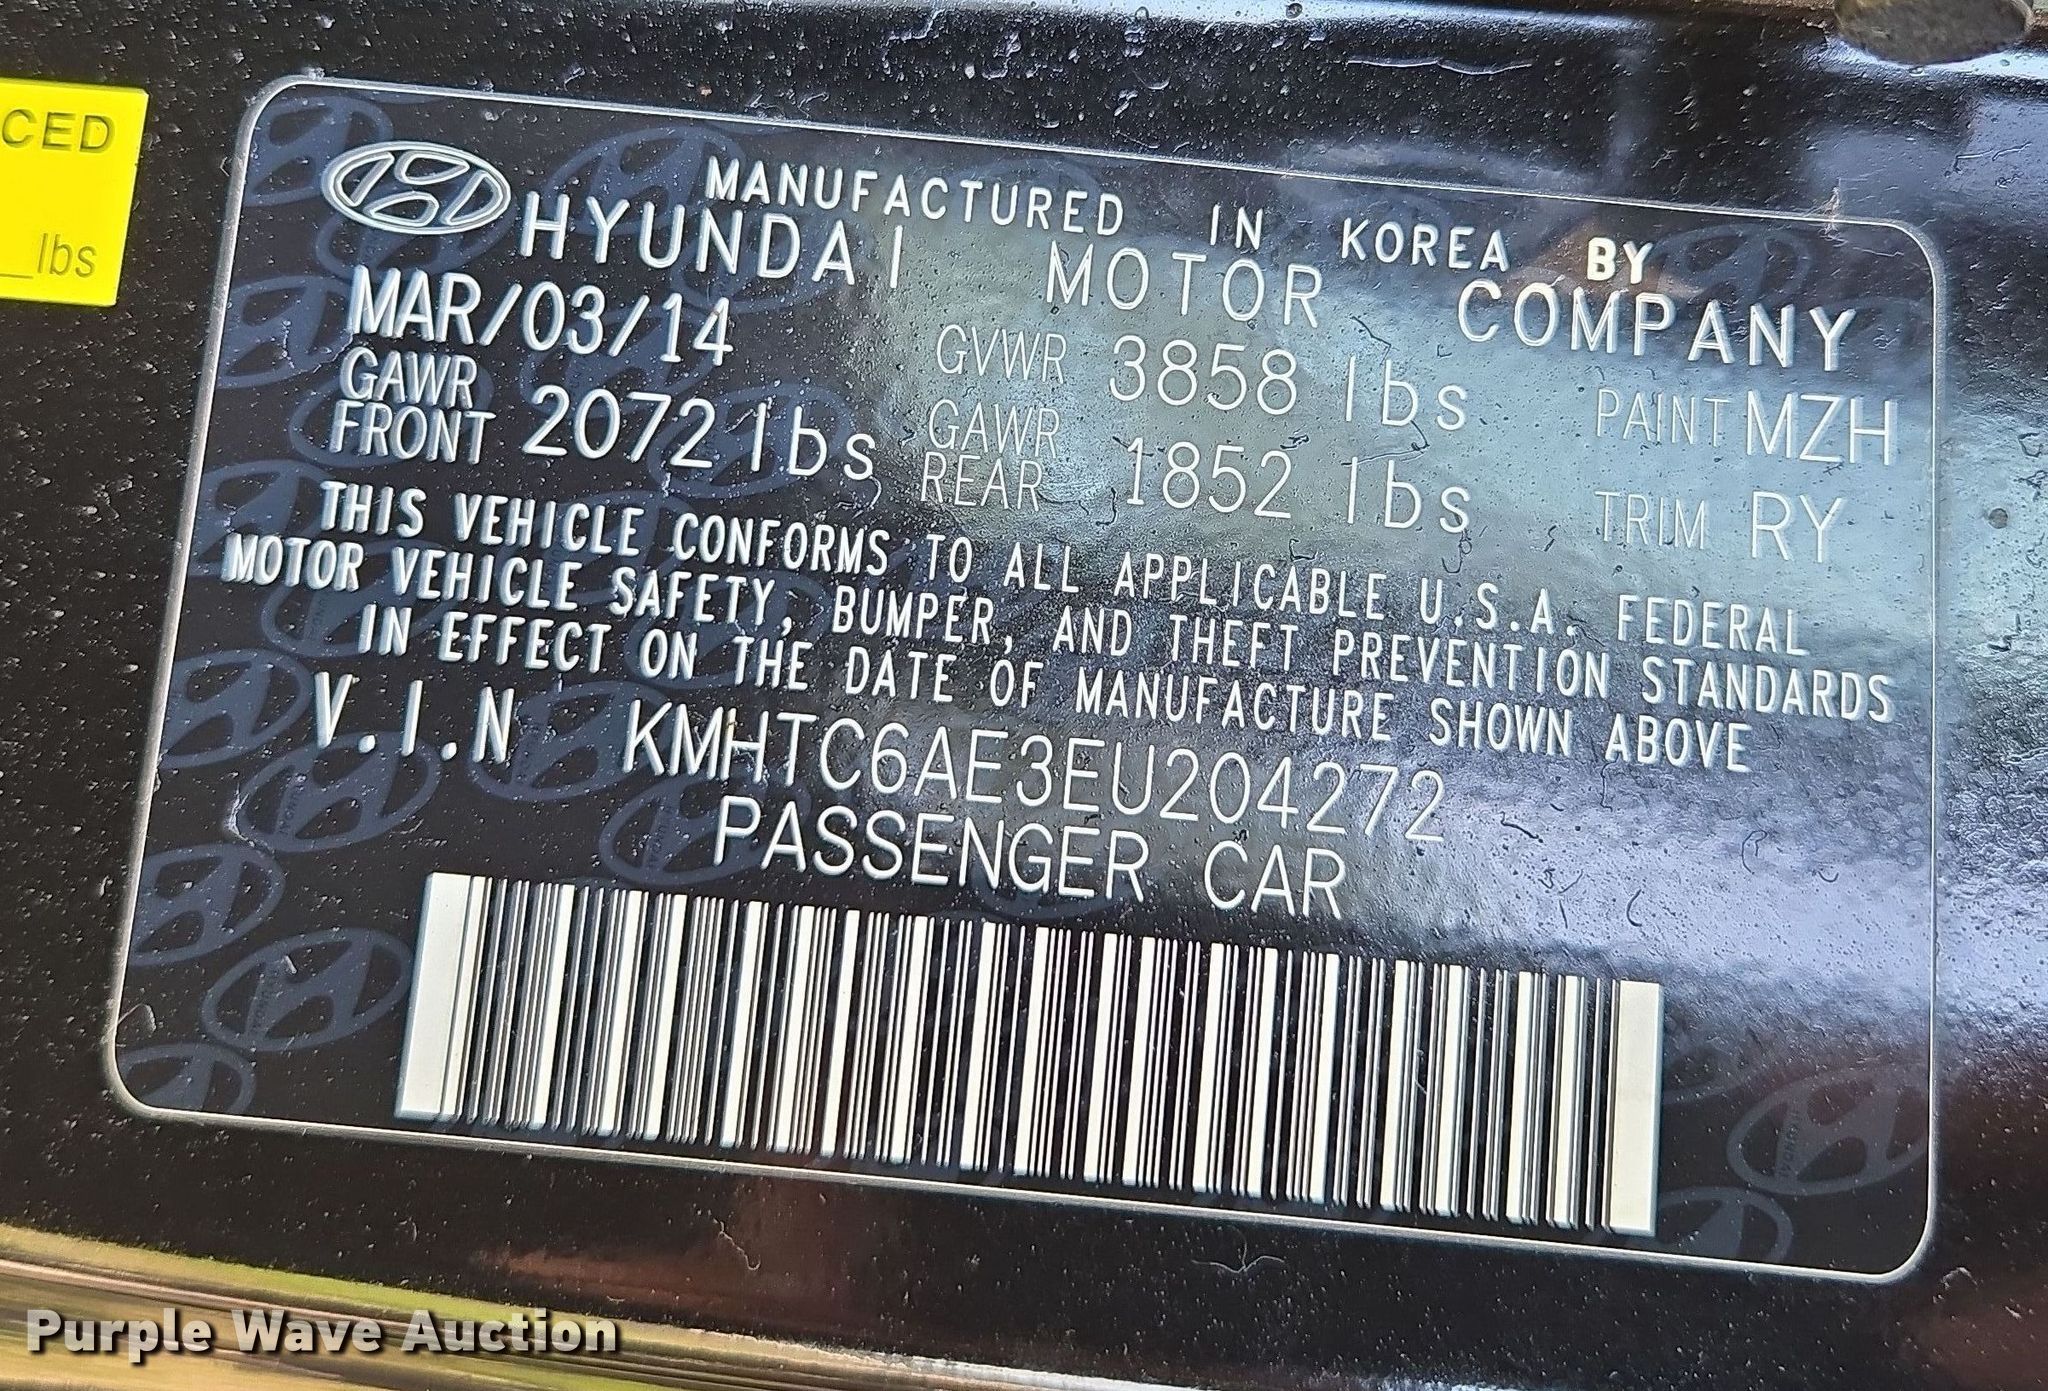 CED
_lbs
MANUFACTURED IN KOREA BY
HYUNDAI MOTOR COMPANY
MAR/03/14 GVWR 3858 lbs PAINT MZH
GAWR FRONT 2072 lbs GAWR REAR 1852 lbs TRIM RY
THIS VEHICLE CONFORMS TO ALL APPLICABLE U.S.A. FEDERAL
MOTOR VEHICLE SAFETY, BUMPER, AND THEFT PREVENTION STANDARDS
IN EFFECT ON THE DATE OF MANUFACTURE SHOWN ABOVE
V.I.N KMHTC6AE3EU204272
PASSENGER CAR
Purple Wave Auction